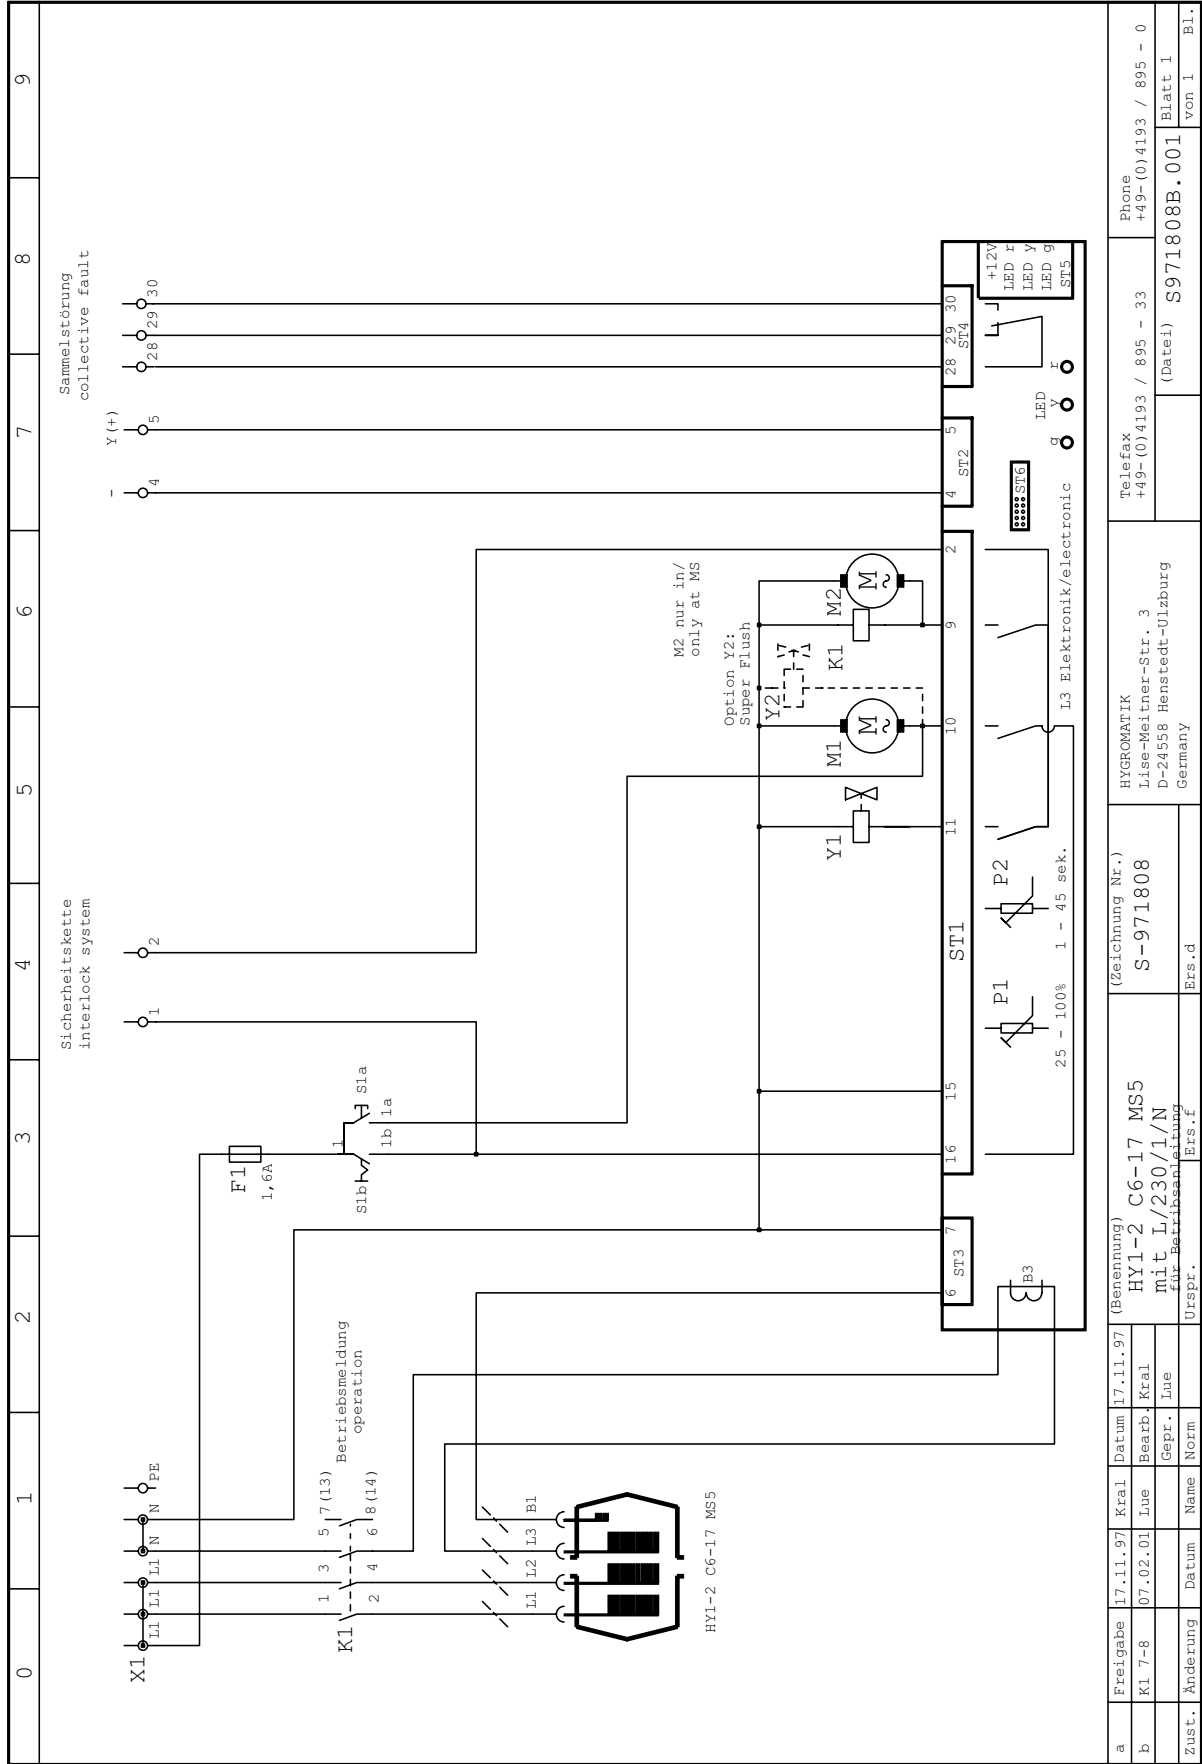 0 1 2 3 4 5 6 7 8 9
X1
L1 L1 L1 N N PE
Sicherheitskette
interlock system
1 2
- Y(+)
4 5
Sammelstörung
collective fault
28 29 30
F1
1,6A
K1
1 3 5 7(13)
2 4 6 8(14)
Betriebsmeldung
operation
S1b S1a
1
1b 1a
L1 L2 L3 B1
HY1-2 C6-17 MS5
M2 nur in/
only at MS
Option Y2:
Super Flush
Y1 M1 Y2 K1 M2
M~ M~
6 7
ST3
16 15 11 10 9 2
ST1
4 5
ST2
28 29 30
ST4
+12V
LED r
LED y
LED g
ST5
ST6
B3
P1 P2
25 - 100% 1 - 45 sek.
L3 Elektronik/electronic
LED
g y r
a Freigabe 17.11.97 Kral Datum 17.11.97
b K1 7-8 07.02.01 Lue Bearb. Kral
Gepr. Lue
Zust. Änderung Datum Name Norm
(Benennung)
HY1-2 C6-17 MS5
mit L/230/1/N
für Betribsanleitung
Urspr. Ers.f Ers.d
(Zeichnung Nr.)
S-971808
HYGROMATIK
Lise-Meitner-Str. 3
D-24558 Henstedt-Ulzburg
Germany
Telefax
+49-(0)4193 / 895 - 33
Phone
+49-(0)4193 / 895 - 0
(Datei) S971808B.001
Blatt 1
von 1 Bl.